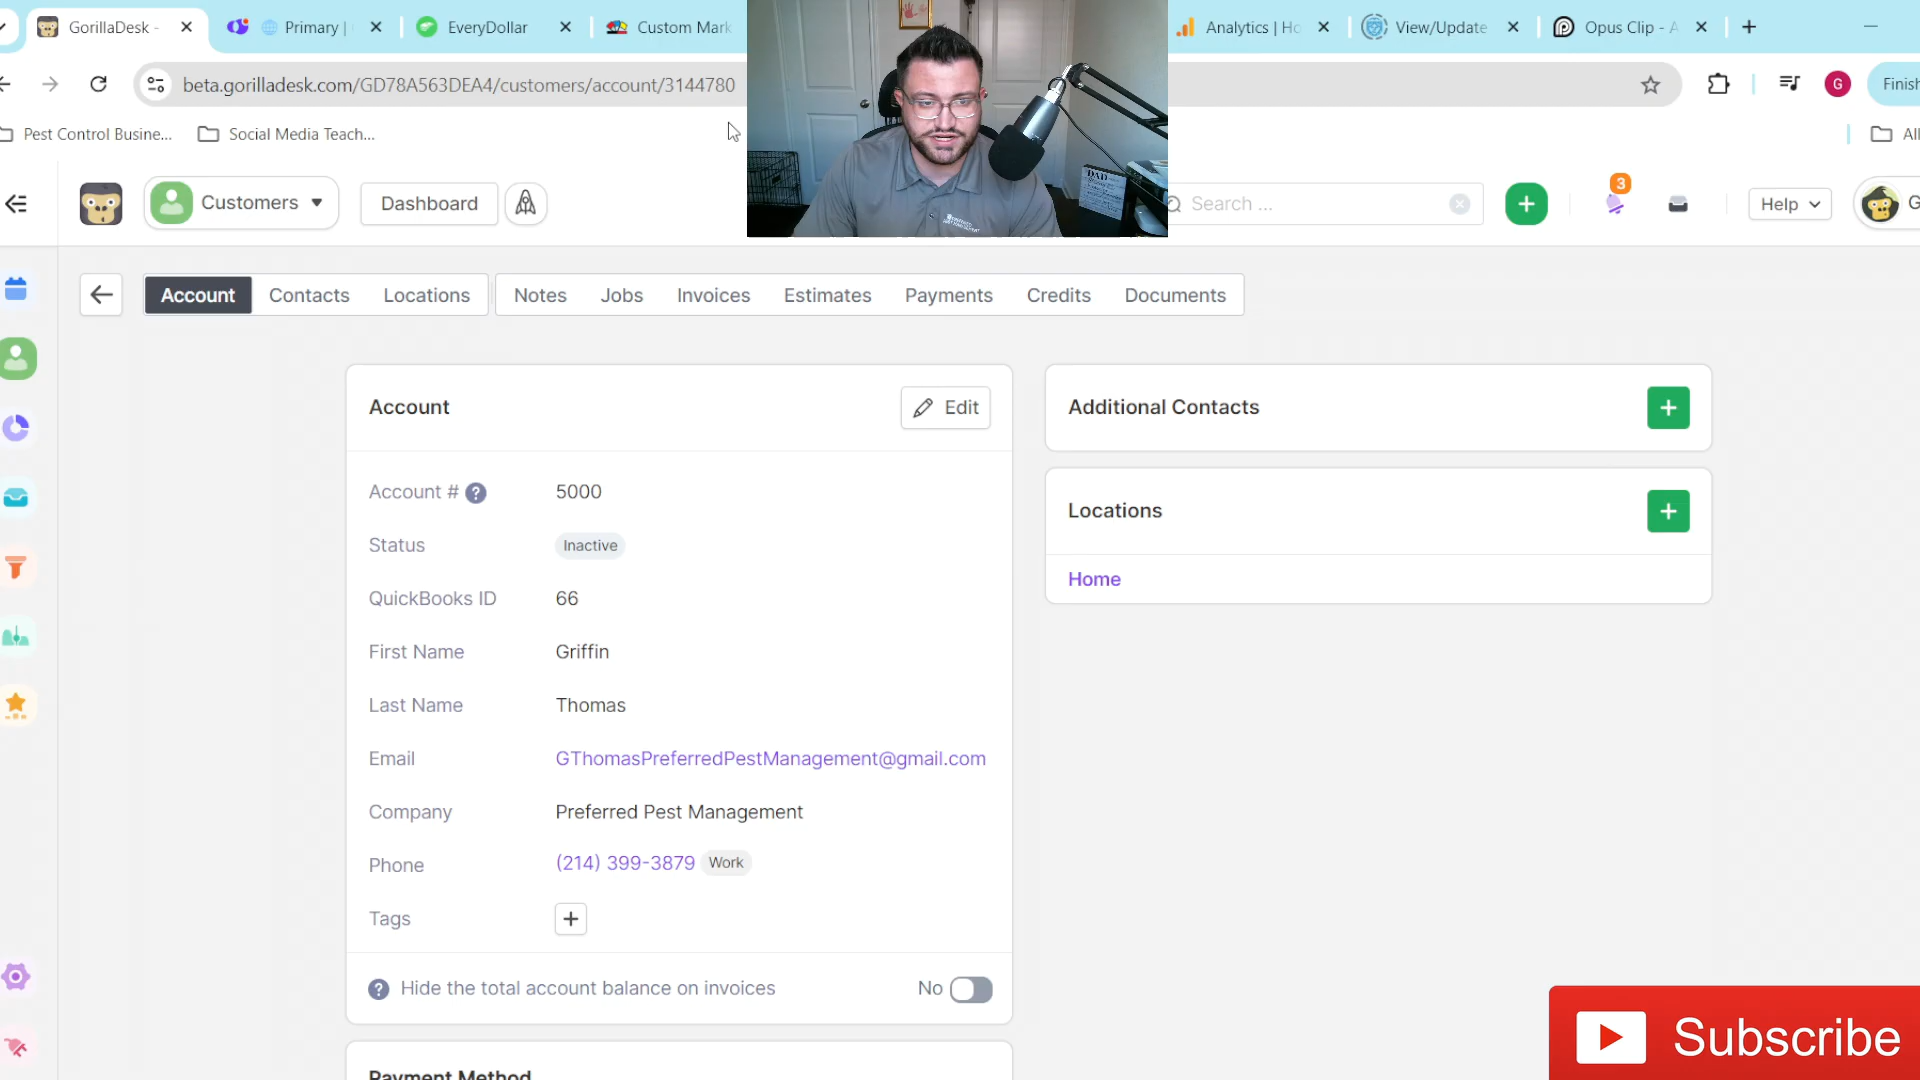 GorillaDesk -
Primary |
EveryDollar
Custom Mark
Analytics | Ho
View/Update
Opus Clip - A
beta.gorilladesk.com/GD78A563DEA4/customers/account/3144780
G
Finish
Pest Control Busine...
Social Media Teach...
All
Customers
Dashboard
Search ...
3
Help
G
Account
Contacts
Locations
Notes
Jobs
Invoices
Estimates
Payments
Credits
Documents
Account
Edit
Account # ?
5000
Status
Inactive
QuickBooks ID
66
First Name
Griffin
Last Name
Thomas
Email
GThomasPreferredPestManagement@gmail.com
Company
Preferred Pest Management
Phone
(214) 399-3879 Work
Tags
? Hide the total account balance on invoices
No
Payment Method
Additional Contacts
Locations
Home
DAD
Subscribe